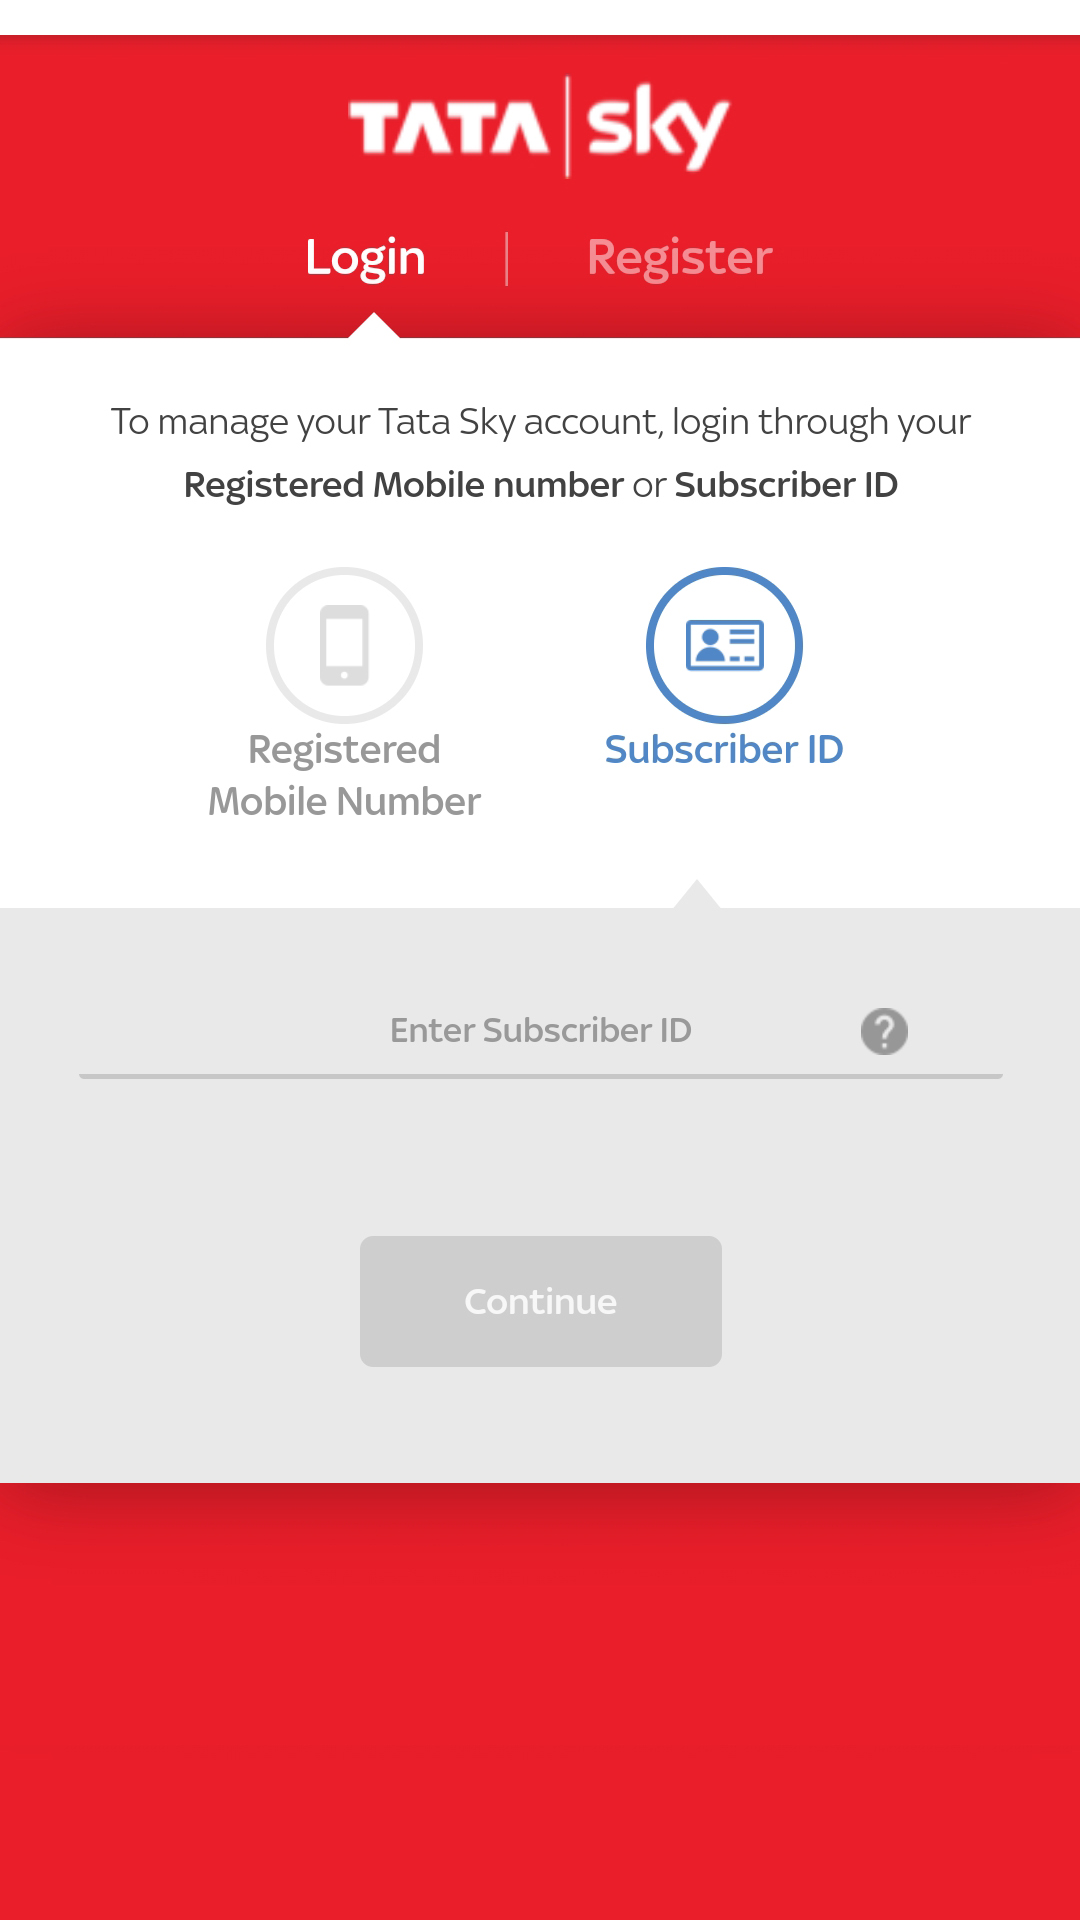 TATA sky
Login
Register
To manage your Tata Sky account, login through your
Registered Mobile number or Subscriber ID
Registered
Mobile Number
Subscriber ID
Enter Subscriber ID
?
Continue